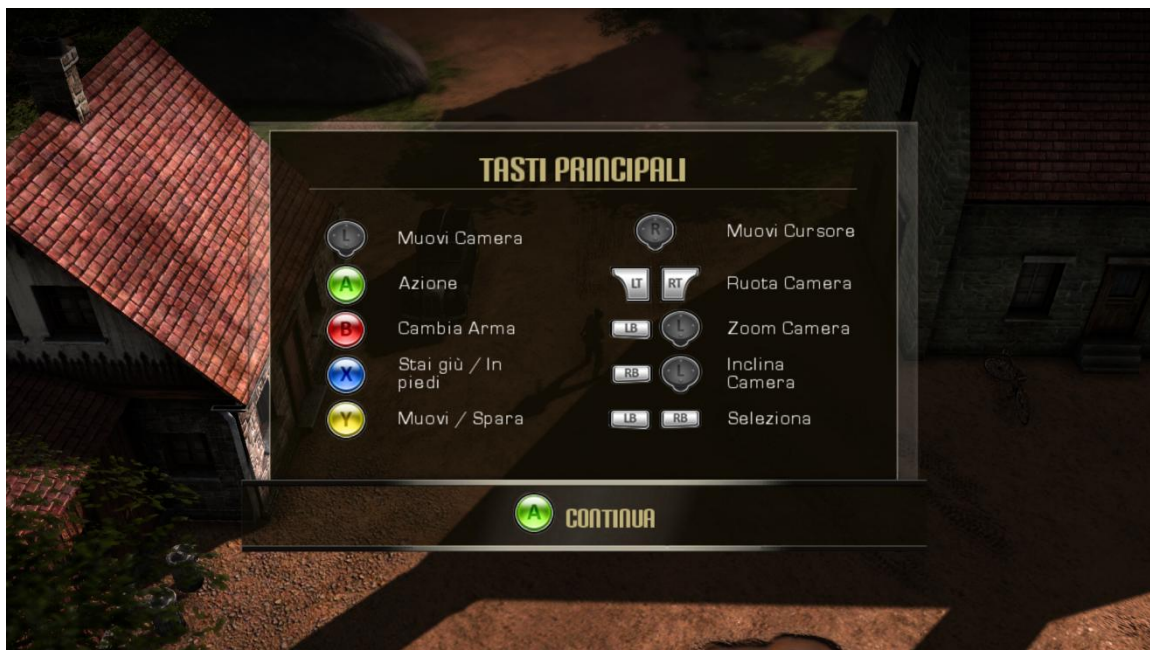 TASTI PRINCIPALI
L Muovi Camera
R Muovi Cursore
A Azione
LT RT Ruota Camera
B Cambia Arma
LB L Zoom Camera
X Stai giù / In
piedi
RB L Inclina
Camera
Y Muovi / Spara
LB RB Seleziona
A CONTINUA